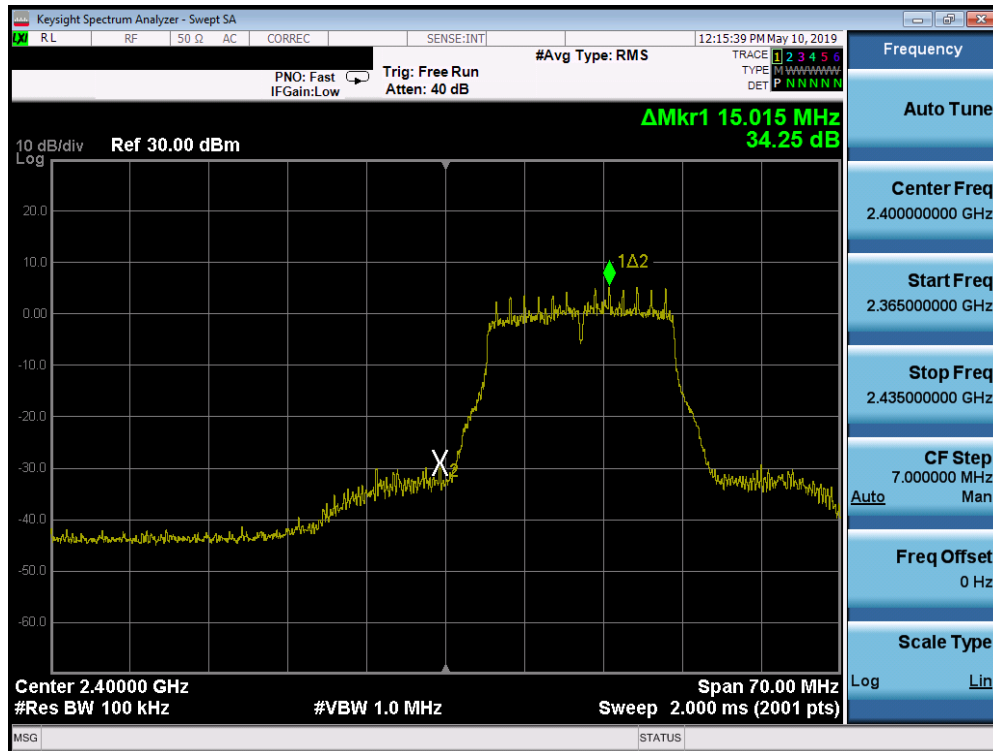 Keysight Spectrum Analyzer - Swept SA
LXI RL RF 50 Ω AC CORREC SENSE:INT 12:15:39 PM May 10, 2019
#Avg Type: RMS
TRACE 1 2 3 4 5 6
PNO: Fast Trig: Free Run TYPE M WWWWW
IFGain:Low Atten: 40 dB DET P N N N N N
ΔMkr1 15.015 MHz
34.25 dB
10 dB/div Ref 30.00 dBm
Log
20.0
10.0
0.00
-10.0
-20.0
-30.0
-40.0
-50.0
-60.0
1Δ2
X2
Center 2.40000 GHz Span 70.00 MHz
#Res BW 100 kHz #VBW 1.0 MHz Sweep 2.000 ms (2001 pts)
MSG STATUS
Frequency
Auto Tune
Center Freq
2.400000000 GHz
Start Freq
2.365000000 GHz
Stop Freq
2.435000000 GHz
CF Step
7.000000 MHz
Auto Man
Freq Offset
0 Hz
Scale Type
Log Lin